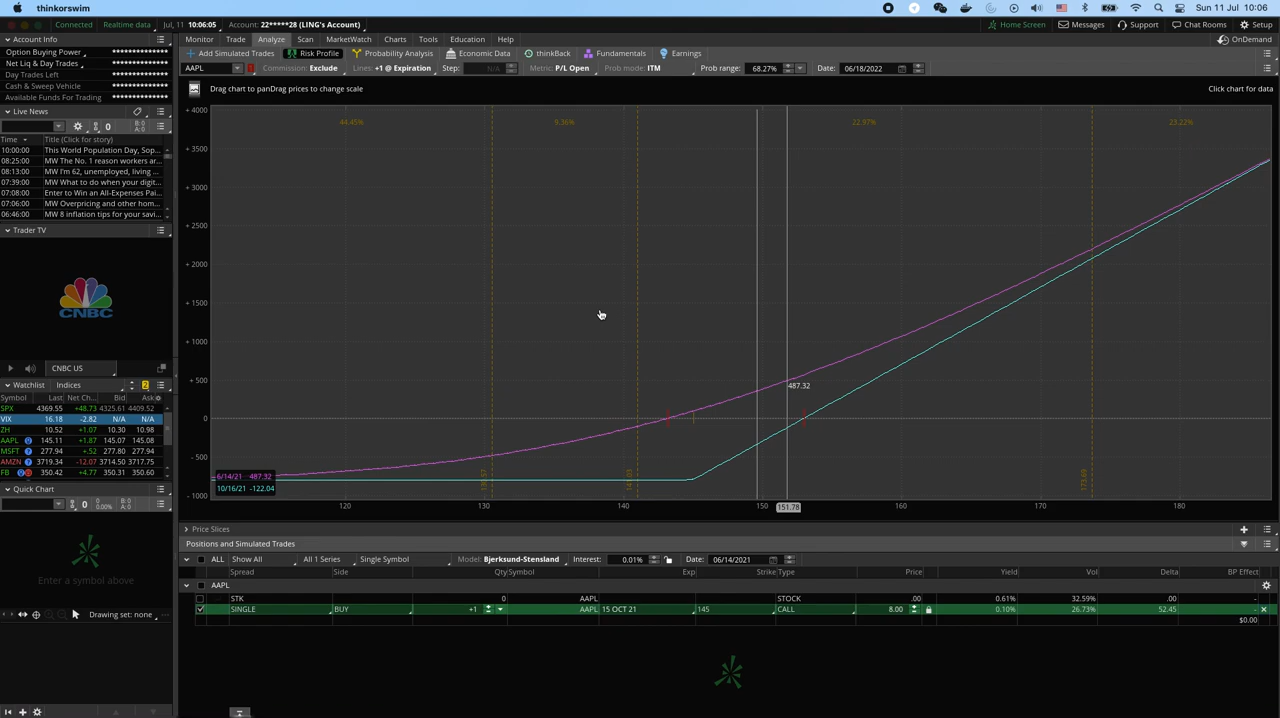 thinkorswim
Sun 11 Jul 10:06
Connected Realtime data Jul, 11 10:06:05 Account: 22*****28 (LING's Account)
Home Screen Messages Support Chat Rooms Setup
Account Info
Monitor Trade Analyze Scan MarketWatch Charts Tools Education Help
OnDemand
Option Buying Power **************
Net Liq & Day Trades **************
Day Trades Left **************
Cash & Sweep Vehicle **************
Available Funds For Trading **************
Add Simulated Trades Risk Profile Probability Analysis Economic Data thinkBack Fundamentals Earnings
AAPL Commission: Exclude Lines: +1 @ Expiration Step: N/A Metric: P/L Open Prob mode: ITM Prob range: 68.27% Date: 06/18/2022
Drag chart to panDrag prices to change scale
Click chart for data
Live News
0 A: 0 B: 0
Time Title (Click for story)
10:00:00 This World Population Day, Sop...
08:25:00 MW The No. 1 reason workers ar...
08:13:00 MW I'm 62, unemployed, living ...
07:39:00 MW What to do when your digit...
07:08:00 Enter to Win an All-Expenses Pai...
07:06:00 MW Overpricing and other hom...
06:46:00 MW 8 inflation tips for your savi...
Trader TV
CNBC
CNBC US
Watchlist Indices 2
Symbol Last Net Ch... Bid Ask
SPX 4369.55 +48.73 4325.61 4409.52
VIX 16.18 -2.82 N/A N/A
ZH 10.52 +1.07 10.30 10.98
AAPL 145.11 +1.87 145.07 145.08
MSFT 277.94 +.52 277.80 277.94
AMZN 3719.34 -12.07 3714.50 3717.75
FB 350.42 +4.77 350.31 350.60
Quick Chart
0 0.00%
Enter a symbol above
Drawing set: none
+ 4000
+ 3500
+ 3000
+ 2500
+ 2000
+ 1500
+ 1000
+ 500
0
- 500
- 1000
44.45% 9.36% 22.97% 23.22%
487.32
6/14/21 487.32
10/16/21 -122.04
141.03
173.69
120 130 140 150 151.78 160 170 180
Price Slices
Positions and Simulated Trades
ALL Show All All 1 Series Single Symbol Model: Bjerksund-Stensland Interest: 0.01% Date: 06/14/2021
Spread Side Qty/Symbol Exp Strike/Type Price Yield Vol Delta BP Effect
AAPL
STK 0 AAPL STOCK .00 0.61% 32.59% .00 -
SINGLE BUY +1 AAPL 15 OCT 21 145 CALL 8.00 0.10% 26.73% 52.45 -
$0.00